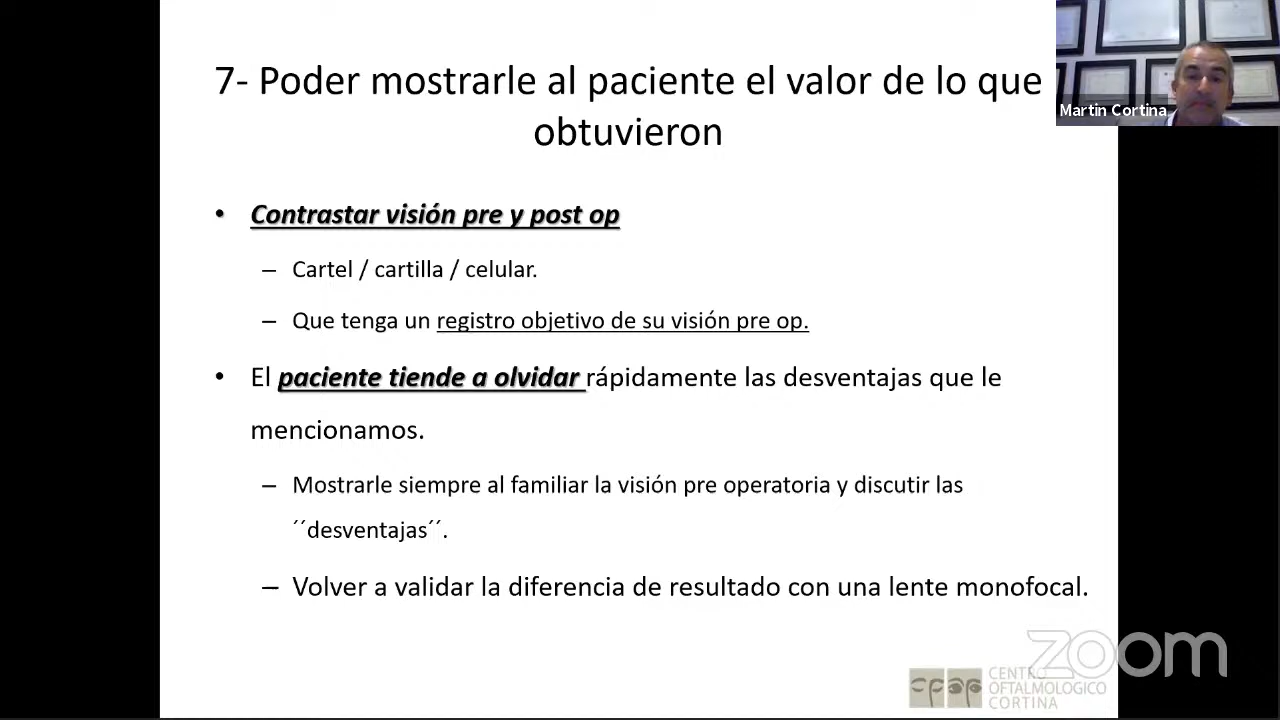 7- Poder mostrarle al paciente el valor de lo que
obtuvieron
Martin Cortina
• Contrastar visión pre y post op
– Cartel / cartilla / celular.
– Que tenga un registro objetivo de su visión pre op.
• El paciente tiende a olvidar rápidamente las desventajas que le
mencionamos.
– Mostrarle siempre al familiar la visión pre operatoria y discutir las
´´desventajas´´.
– Volver a validar la diferencia de resultado con una lente monofocal.
zoom
CENTRO
OFTALMOLOGICO
CORTINA